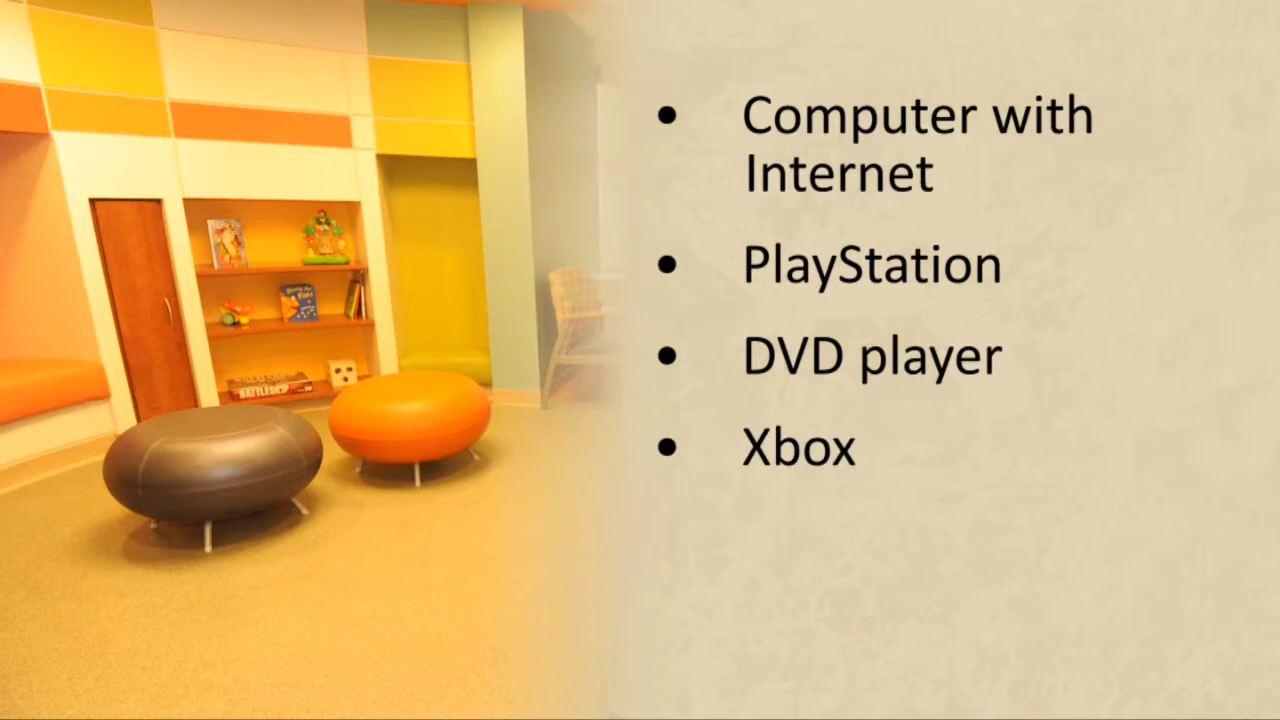 • Computer with
Internet
• PlayStation
• DVD player
• Xbox
BATTLESHIP